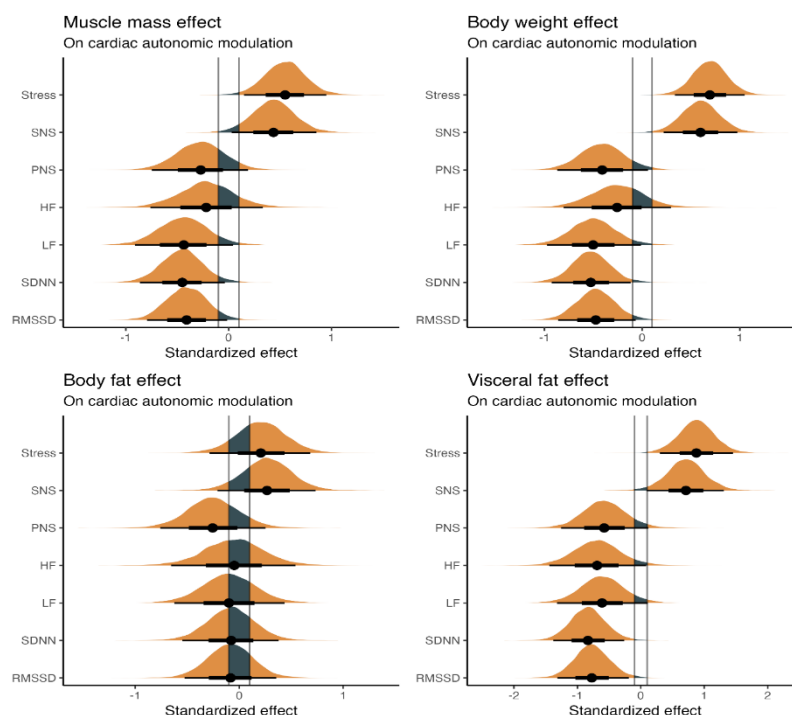 Muscle mass effect
On cardiac autonomic modulation
Stress
SNS
PNS
HF
LF
SDNN
RMSSD
-1
0
1
Standardized effect
Body weight effect
On cardiac autonomic modulation
Stress
SNS
PNS
HF
LF
SDNN
RMSSD
-1
0
1
Standardized effect
Body fat effect
On cardiac autonomic modulation
Stress
SNS
PNS
HF
LF
SDNN
RMSSD
-1
0
1
Standardized effect
Visceral fat effect
On cardiac autonomic modulation
Stress
SNS
PNS
HF
LF
SDNN
RMSSD
-2
-1
0
1
2
Standardized effect